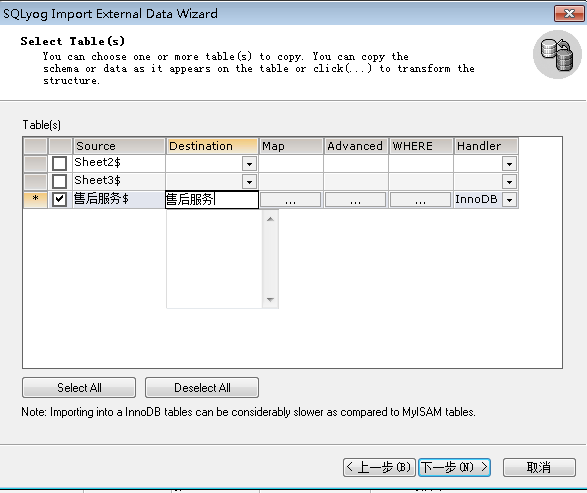 SQLyog Import External Data Wizard
Select Table(s)
You can choose one or more table(s) to copy. You can copy the
schema or data as it appears on the table or click(...) to transform the
structure.
Table(s)
Source Destination Map Advanced WHERE Handler
Sheet2$
Sheet3$
* 售后服务$ 售后服务 ... ... ... InnoDB
Select All Deselect All
Note: Importing into a InnoDB tables can be considerably slower as compared to MyISAM tables.
< 上一步(B) 下一步(N) > 取消